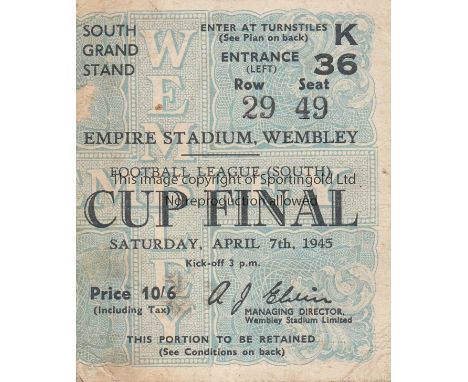 SOUTH
GRAND
STAND
ENTER AT TURNSTILES
(See Plan on back)
K
ENTRANCE
(LEFT)
36
Row Seat
29 49
WEMBLEY
EMPIRE STADIUM, WEMBLEY
FOOTBALL LEAGUE (SOUTH)
This image copyright of Sportingold Ltd
No reproduction allowed
CUP FINAL
SATURDAY, APRIL 7th, 1945
Kick-off 3 p.m.
Price 10/6
(Including Tax)
A J Elvin
MANAGING DIRECTOR,
Wembley Stadium Limited
THIS PORTION TO BE RETAINED
(See Conditions on back)